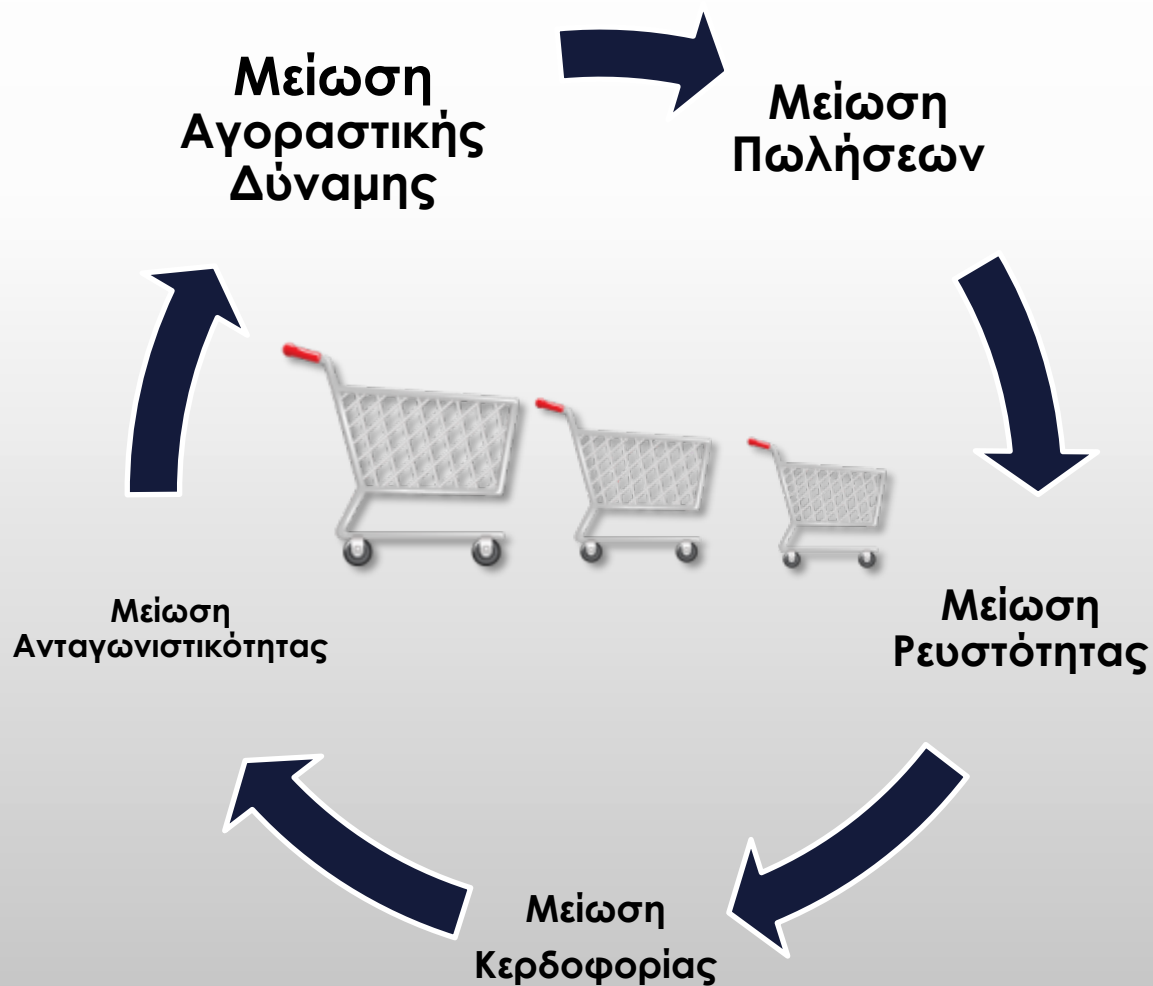 Μείωση
Αγοραστικής
Δύναμης
Μείωση
Πωλήσεων
Μείωση
Ρευστότητας
Μείωση
Κερδοφορίας
Μείωση
Ανταγωνιστικότητας